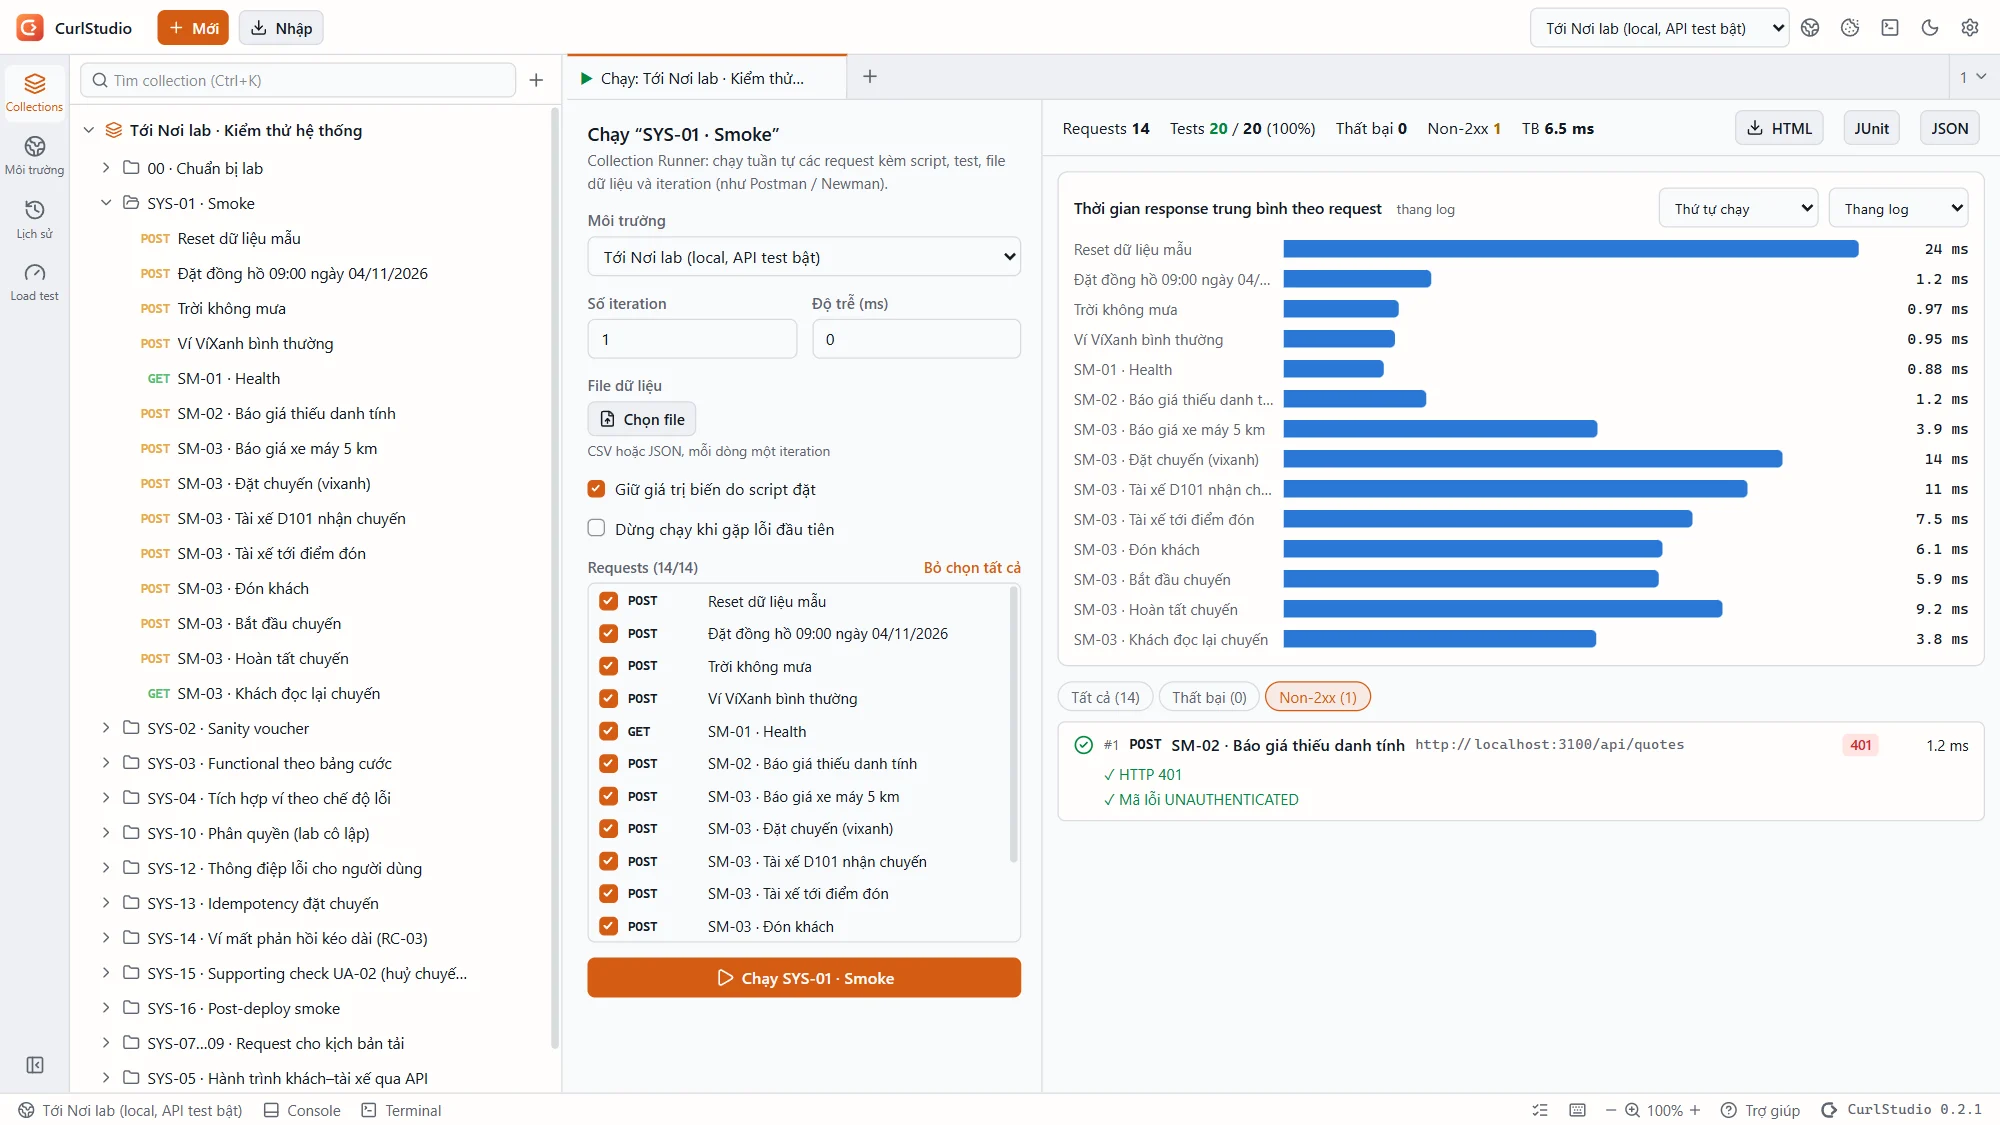 CurlStudio
Mới
Nhập
Tới Nơi lab (local, API test bật)
Collections
Môi trường
Lịch sử
Load test
Tìm collection (Ctrl+K)
Tới Nơi lab · Kiểm thử hệ thống
00 · Chuẩn bị lab
SYS-01 · Smoke
POST Reset dữ liệu mẫu
POST Đặt đồng hồ 09:00 ngày 04/11/2026
POST Trời không mưa
POST Ví VíXanh bình thường
GET SM-01 · Health
POST SM-02 · Báo giá thiếu danh tính
POST SM-03 · Báo giá xe máy 5 km
POST SM-03 · Đặt chuyến (vixanh)
POST SM-03 · Tài xế D101 nhận chuyến
POST SM-03 · Tài xế tới điểm đón
POST SM-03 · Đón khách
POST SM-03 · Bắt đầu chuyến
POST SM-03 · Hoàn tất chuyến
GET SM-03 · Khách đọc lại chuyến
SYS-02 · Sanity voucher
SYS-03 · Functional theo bảng cước
SYS-04 · Tích hợp ví theo chế độ lỗi
SYS-10 · Phân quyền (lab cô lập)
SYS-12 · Thông điệp lỗi cho người dùng
SYS-13 · Idempotency đặt chuyến
SYS-14 · Ví mất phản hồi kéo dài (RC-03)
SYS-15 · Supporting check UA-02 (huỷ chuyế...
SYS-16 · Post-deploy smoke
SYS-07...09 · Request cho kịch bản tải
SYS-05 · Hành trình khách–tài xế qua API
Chạy: Tới Nơi lab · Kiểm thử...
1
Chạy “SYS-01 · Smoke”
Collection Runner: chạy tuần tự các request kèm script, test, file
dữ liệu và iteration (như Postman / Newman).
Môi trường
Tới Nơi lab (local, API test bật)
Số iteration
Độ trễ (ms)
1
0
File dữ liệu
Chọn file
CSV hoặc JSON, mỗi dòng một iteration
Giữ giá trị biến do script đặt
Dừng chạy khi gặp lỗi đầu tiên
Requests (14/14)
Bỏ chọn tất cả
POST Reset dữ liệu mẫu
POST Đặt đồng hồ 09:00 ngày 04/11/2026
POST Trời không mưa
POST Ví VíXanh bình thường
GET SM-01 · Health
POST SM-02 · Báo giá thiếu danh tính
POST SM-03 · Báo giá xe máy 5 km
POST SM-03 · Đặt chuyến (vixanh)
POST SM-03 · Tài xế D101 nhận chuyến
POST SM-03 · Tài xế tới điểm đón
POST SM-03 · Đón khách
Chạy SYS-01 · Smoke
Requests 14 Tests 20 / 20 (100%) Thất bại 0 Non-2xx 1 TB 6.5 ms
HTML
JUnit
JSON
Thời gian response trung bình theo request thang log
Thứ tự chạy
Thang log
Reset dữ liệu mẫu 24 ms
Đặt đồng hồ 09:00 ngày 04/... 1.2 ms
Trời không mưa 0.97 ms
Ví VíXanh bình thường 0.95 ms
SM-01 · Health 0.88 ms
SM-02 · Báo giá thiếu danh t... 1.2 ms
SM-03 · Báo giá xe máy 5 km 3.9 ms
SM-03 · Đặt chuyến (vixanh) 14 ms
SM-03 · Tài xế D101 nhận ch... 11 ms
SM-03 · Tài xế tới điểm đón 7.5 ms
SM-03 · Đón khách 6.1 ms
SM-03 · Bắt đầu chuyến 5.9 ms
SM-03 · Hoàn tất chuyến 9.2 ms
SM-03 · Khách đọc lại chuyến 3.8 ms
Tất cả (14)
Thất bại (0)
Non-2xx (1)
#1 POST SM-02 · Báo giá thiếu danh tính http://localhost:3100/api/quotes 401 1.2 ms
✓ HTTP 401
✓ Mã lỗi UNAUTHENTICATED
Tới Nơi lab (local, API test bật)
Console
Terminal
100%
Trợ giúp
CurlStudio 0.2.1